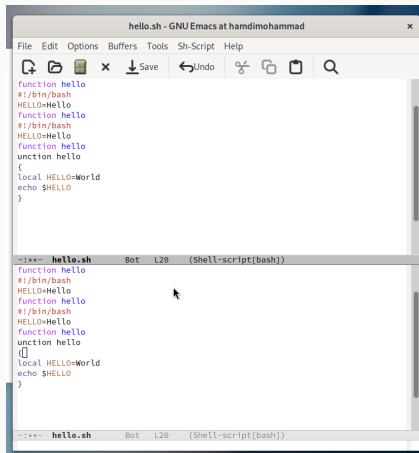 hello.sh - GNU Emacs at hamdimohammad ×
File Edit Options Buffers Tools Sh-Script Help
Save Undo
function hello
#!/bin/bash
HELLO=Hello
function hello
#!/bin/bash
HELLO=Hello
function hello
unction hello
{
local HELLO=World
echo $HELLO
}
-:**- hello.sh Bot L20 (Shell-script[bash])
function hello
#!/bin/bash
HELLO=Hello
function hello
#!/bin/bash
HELLO=Hello
function hello
unction hello
{
local HELLO=World
echo $HELLO
}
-:**- hello.sh Bot L20 (Shell-script[bash])